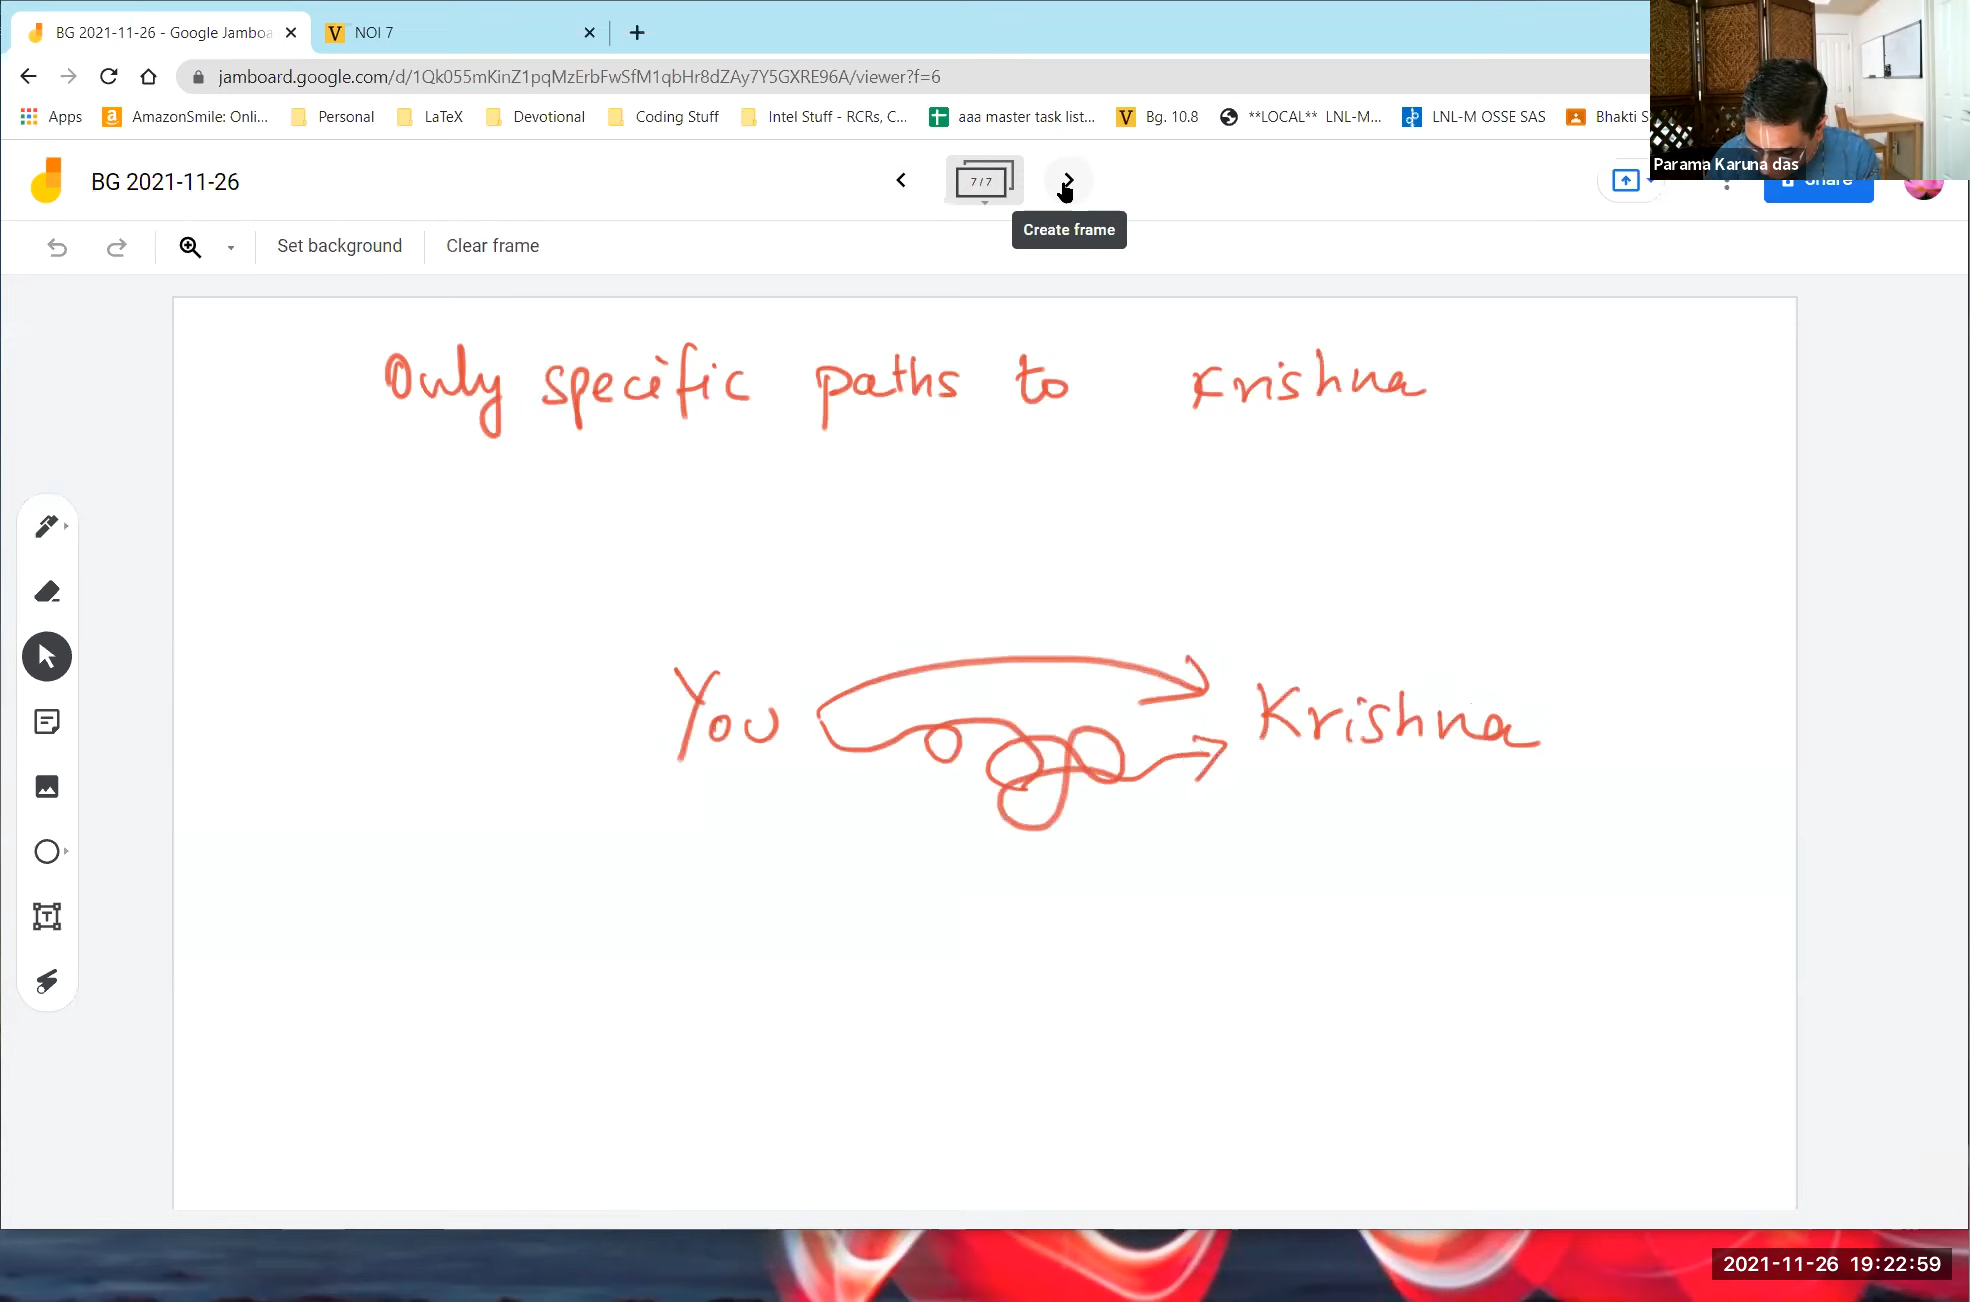 BG 2021-11-26 - Google Jamboa
NOI 7
jamboard.google.com/d/1Qk055mKinZ1pqMzErbFwSfM1qbHr8dZAy7Y5GXRE96A/viewer?f=6
Apps AmazonSmile: Onli... Personal LaTeX Devotional Coding Stuff Intel Stuff - RCRs, C... aaa master task list... Bg. 10.8 **LOCAL** LNL-M... LNL-M OSSE SAS Bhakti S
Parama Karuna das
BG 2021-11-26 7/7 Share
Create frame
Set background Clear frame
Only specific paths to Krishna
You Krishna
2021-11-26 19:22:59